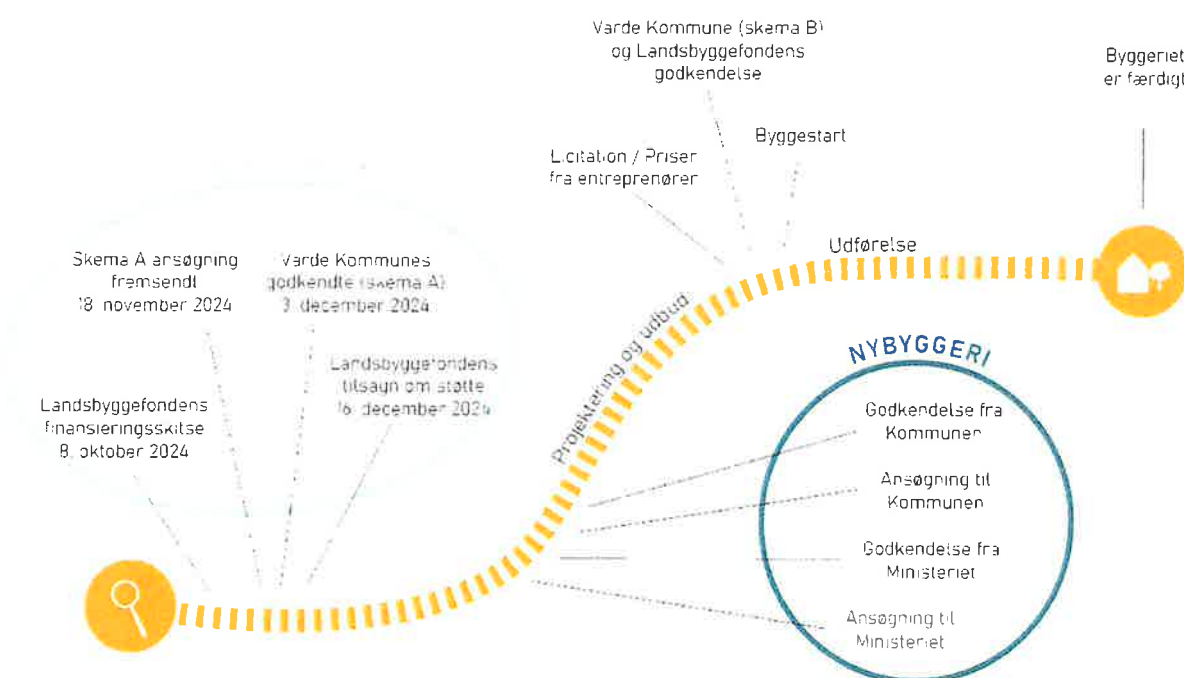 Varde Kommune (skema B)
og Landsbyggefondens
godkendelse
Byggeriet
er færdigt
Licitation / Priser
fra entreprenører
Byggestart
Udførelse
Skema A ansøgning
fremsendt
18. november 2024
Varde Kommunes
godkendte (skema A)
3. december 2024
Landsbyggefondens
tilsagn om støtte
16. december 2024
Landsbyggefondens
finansieringsskitse
8. oktober 2024
Projektering og udbud
NYBYGGERI
Godkendelse fra
Kommunen
Ansøgning til
Kommunen
Godkendelse fra
Ministeriet
Ansøgning til
Ministeriet